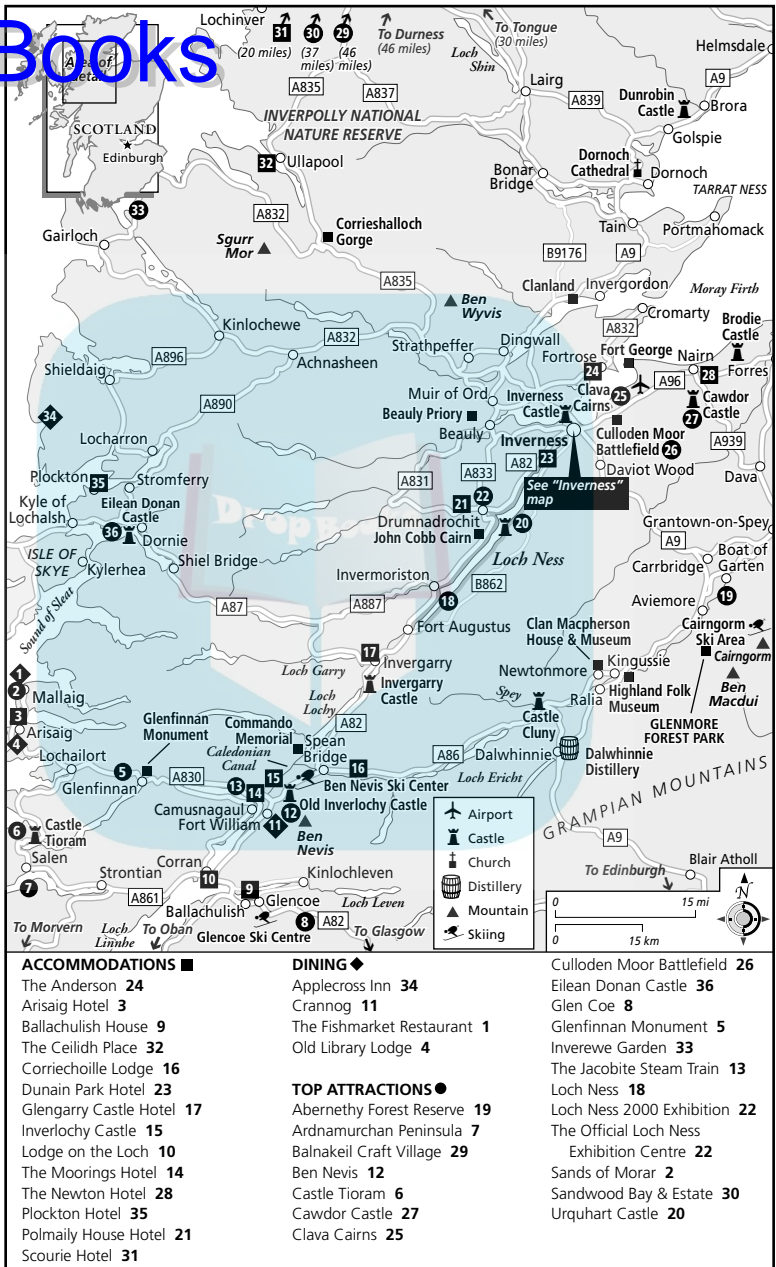 Books
Area of
detail
SCOTLAND
Edinburgh
Lochinver
31
(20 miles)
30
(37
miles)
29
(46
miles)
To Durness
(46 miles)
To Tongue
(30 miles)
Loch
Shin
Helmsdale
Lairg
A9
A835
A837
A839
Dunrobin
Castle
Brora
Golspie
INVERPOLLY NATIONAL
NATURE RESERVE
32
Ullapool
Bonar
Bridge
Dornoch
Cathedral
Dornoch
TARRAT NESS
33
A832
Gairloch
Sgurr
Mor
Corrieshalloch
Gorge
Tain
Portmahomack
B9176
A9
A835
Clanland
Invergordon
Moray Firth
Ben
Wyvis
Cromarty
Kinlochewe
A832
A832
Brodie
Castle
Strathpeffer
Dingwall
Fortrose
Fort George
Nairn
A896
Achnasheen
24
28
Forres
Shieldaig
Clava
Cairns
25
A96
Muir of Ord
Inverness
Castle
Cawdor
Castle
27
A890
Beauly Priory
34
Beauly
Inverness
Culloden Moor
Battlefield
26
A939
Locharron
23
Daviot Wood
Dava
A82
A833
A831
Plockton
35
Stromferry
See “Inverness”
map
Kyle of
Lochalsh
Eilean Donan
Castle
21
22
Drumnadrochit
20
Grantown-on-Spey
36
Dornie
John Cobb Cairn
A9
Boat of
Garten
ISLE OF
SKYE
Kylerhea
Shiel Bridge
Loch Ness
Carrbridge
Invermoriston
B862
19
Sound of Sleat
A87
A887
18
Aviemore
Fort Augustus
Clan Macpherson
House & Museum
Cairngorm
Ski Area
Cairngorm
17
Invergarry
Kingussie
Loch Garry
Newtonmore
1
2
Mallaig
Invergarry
Castle
Spey
Ralia
Highland Folk
Museum
Ben
Macdui
Loch
Lochy
3
Arisaig
4
Castle
Cluny
GLENMORE
FOREST PARK
Glenfinnan
Monument
Commando
Memorial
A82
Caledonian
Canal
Spean
Bridge
A86
Dalwhinnie
Dalwhinnie
Distillery
Lochailort
5
16
Loch Ericht
A830
13
15
Glenfinnan
14
Ben Nevis Ski Center
GRAMPIAN MOUNTAINS
Camusnagaul
12
Old Inverlochy Castle
Fort William
11
Ben
Nevis
6
Castle
Tioram
Airport
Castle
Church
Distillery
Mountain
Skiing
A9
Salen
Corran
To Edinburgh
Blair Atholl
7
Strontian
10
Kinlochleven
A861
9
Glencoe
Loch Leven
0
15 mi
0
15 km
N
Ballachulish
8
A82
To Morvern
Loch
Linnhe
To Oban
Glencoe Ski Centre
To Glasgow
ACCOMMODATIONS ■
The Anderson 24
Arisaig Hotel 3
Ballachulish House 9
The Ceilidh Place 32
Corriechoille Lodge 16
Dunain Park Hotel 23
Glengarry Castle Hotel 17
Inverlochy Castle 15
Lodge on the Loch 10
The Moorings Hotel 14
The Newton Hotel 28
Plockton Hotel 35
Polmaily House Hotel 21
Scourie Hotel 31
DINING ◆
Applecross Inn 34
Crannog 11
The Fishmarket Restaurant 1
Old Library Lodge 4
TOP ATTRACTIONS ●
Abernethy Forest Reserve 19
Ardnamurchan Peninsula 7
Balnakeil Craft Village 29
Ben Nevis 12
Castle Tioram 6
Cawdor Castle 27
Clava Cairns 25
Culloden Moor Battlefield 26
Eilean Donan Castle 36
Glen Coe 8
Glenfinnan Monument 5
Inverewe Garden 33
The Jacobite Steam Train 13
Loch Ness 18
Loch Ness 2000 Exhibition 22
The Official Loch Ness
Exhibition Centre 22
Sands of Morar 2
Sandwood Bay & Estate 30
Urquhart Castle 20